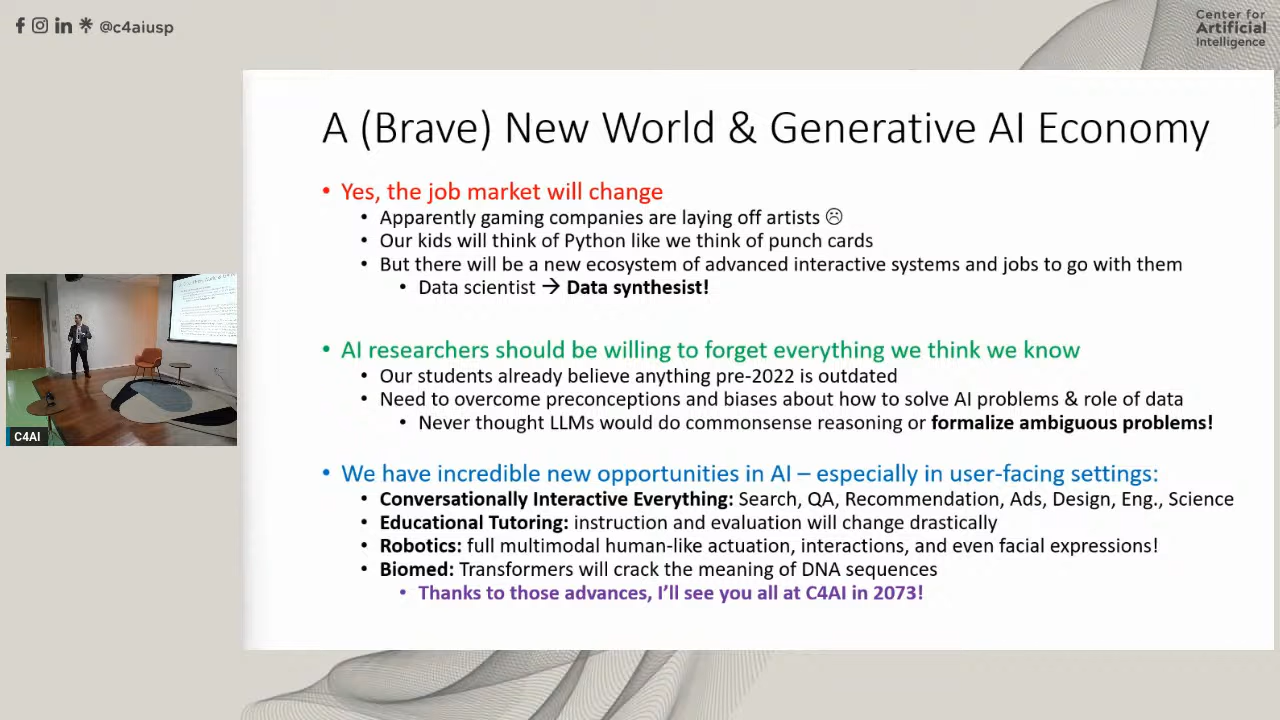 @c4aiusp
Center for
Artificial
Intelligence
A (Brave) New World & Generative AI Economy
• Yes, the job market will change
• Apparently gaming companies are laying off artists ☹
• Our kids will think of Python like we think of punch cards
• But there will be a new ecosystem of advanced interactive systems and jobs to go with them
• Data scientist → Data synthesist!
• AI researchers should be willing to forget everything we think we know
• Our students already believe anything pre-2022 is outdated
• Need to overcome preconceptions and biases about how to solve AI problems & role of data
• Never thought LLMs would do commonsense reasoning or formalize ambiguous problems!
• We have incredible new opportunities in AI – especially in user-facing settings:
• Conversationally Interactive Everything: Search, QA, Recommendation, Ads, Design, Eng., Science
• Educational Tutoring: instruction and evaluation will change drastically
• Robotics: full multimodal human-like actuation, interactions, and even facial expressions!
• Biomed: Transformers will crack the meaning of DNA sequences
• Thanks to those advances, I'll see you all at C4AI in 2073!
C4AI